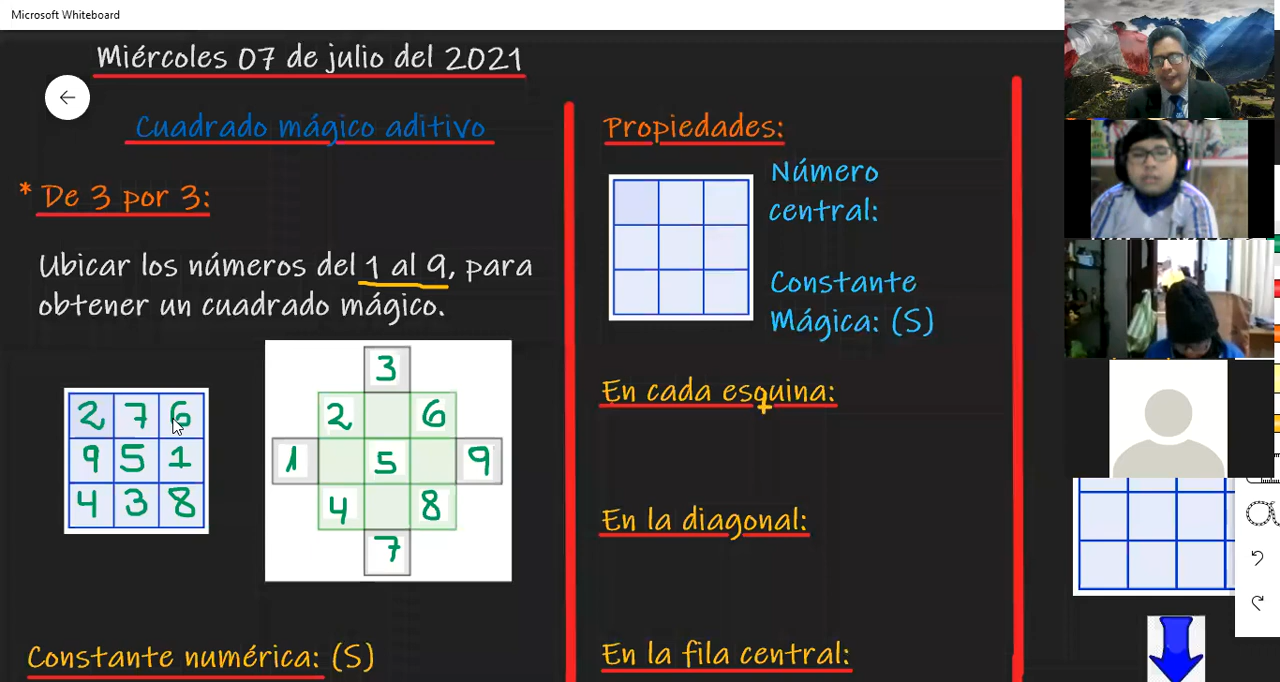 Microsoft Whiteboard
Miércoles 07 de julio del 2021
Cuadrado mágico aditivo
* De 3 por 3:
Ubicar los números del 1 al 9, para
obtener un cuadrado mágico.
2 7 6
9 5 1
4 3 8
3
2 6
1 5 9
4 8
7
Constante numérica: (S)
Propiedades:
Número
central:
Constante
Mágica: (S)
En cada esquina:
En la diagonal:
En la fila central: